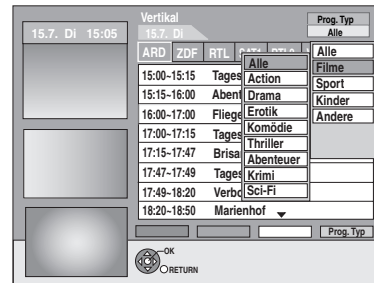 Vertikal
Prog. Typ
Alle
15.7. Di 15:05
15.7. Di
ARD ZDF RTL
Alle
Filme
Sport
Kinder
Andere
Alle
Action
Drama
Erotik
Komödie
Thriller
Abenteuer
Krimi
Sci-Fi
15:00~15:15 Tages
15:15~16:00 Abent
16:00~17:00 Fliege
17:00~17:15 Tages
17:15~17:47 Brisa
17:47~17:49 Tages
17:49~18:20 Verbo
18:20~18:50 Marienhof
Prog. Typ
OK
RETURN